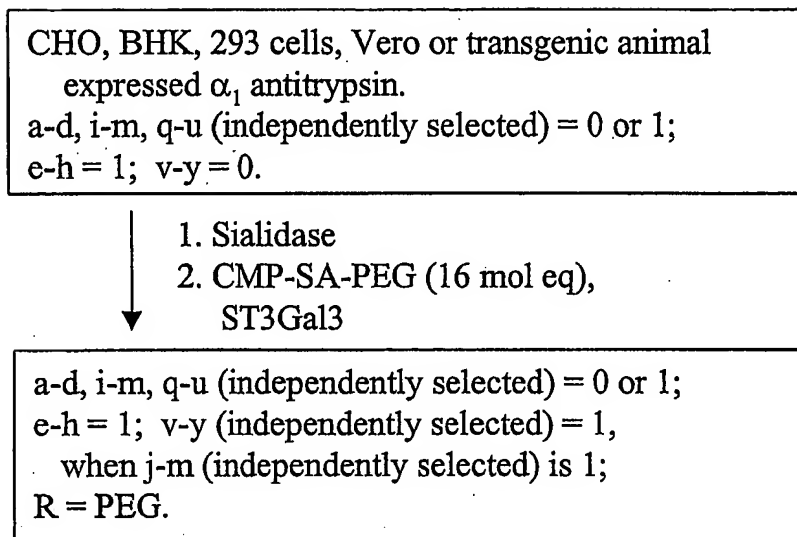 CHO, BHK, 293 cells, Vero or transgenic animal
expressed α₁ antitrypsin.
a-d, i-m, q-u (independently selected) = 0 or 1;
e-h = 1; v-y = 0.
1. Sialidase
2. CMP-SA-PEG (16 mol eq),
ST3Gal3
a-d, i-m, q-u (independently selected) = 0 or 1;
e-h = 1; v-y (independently selected) = 1,
when j-m (independently selected) is 1;
R = PEG.